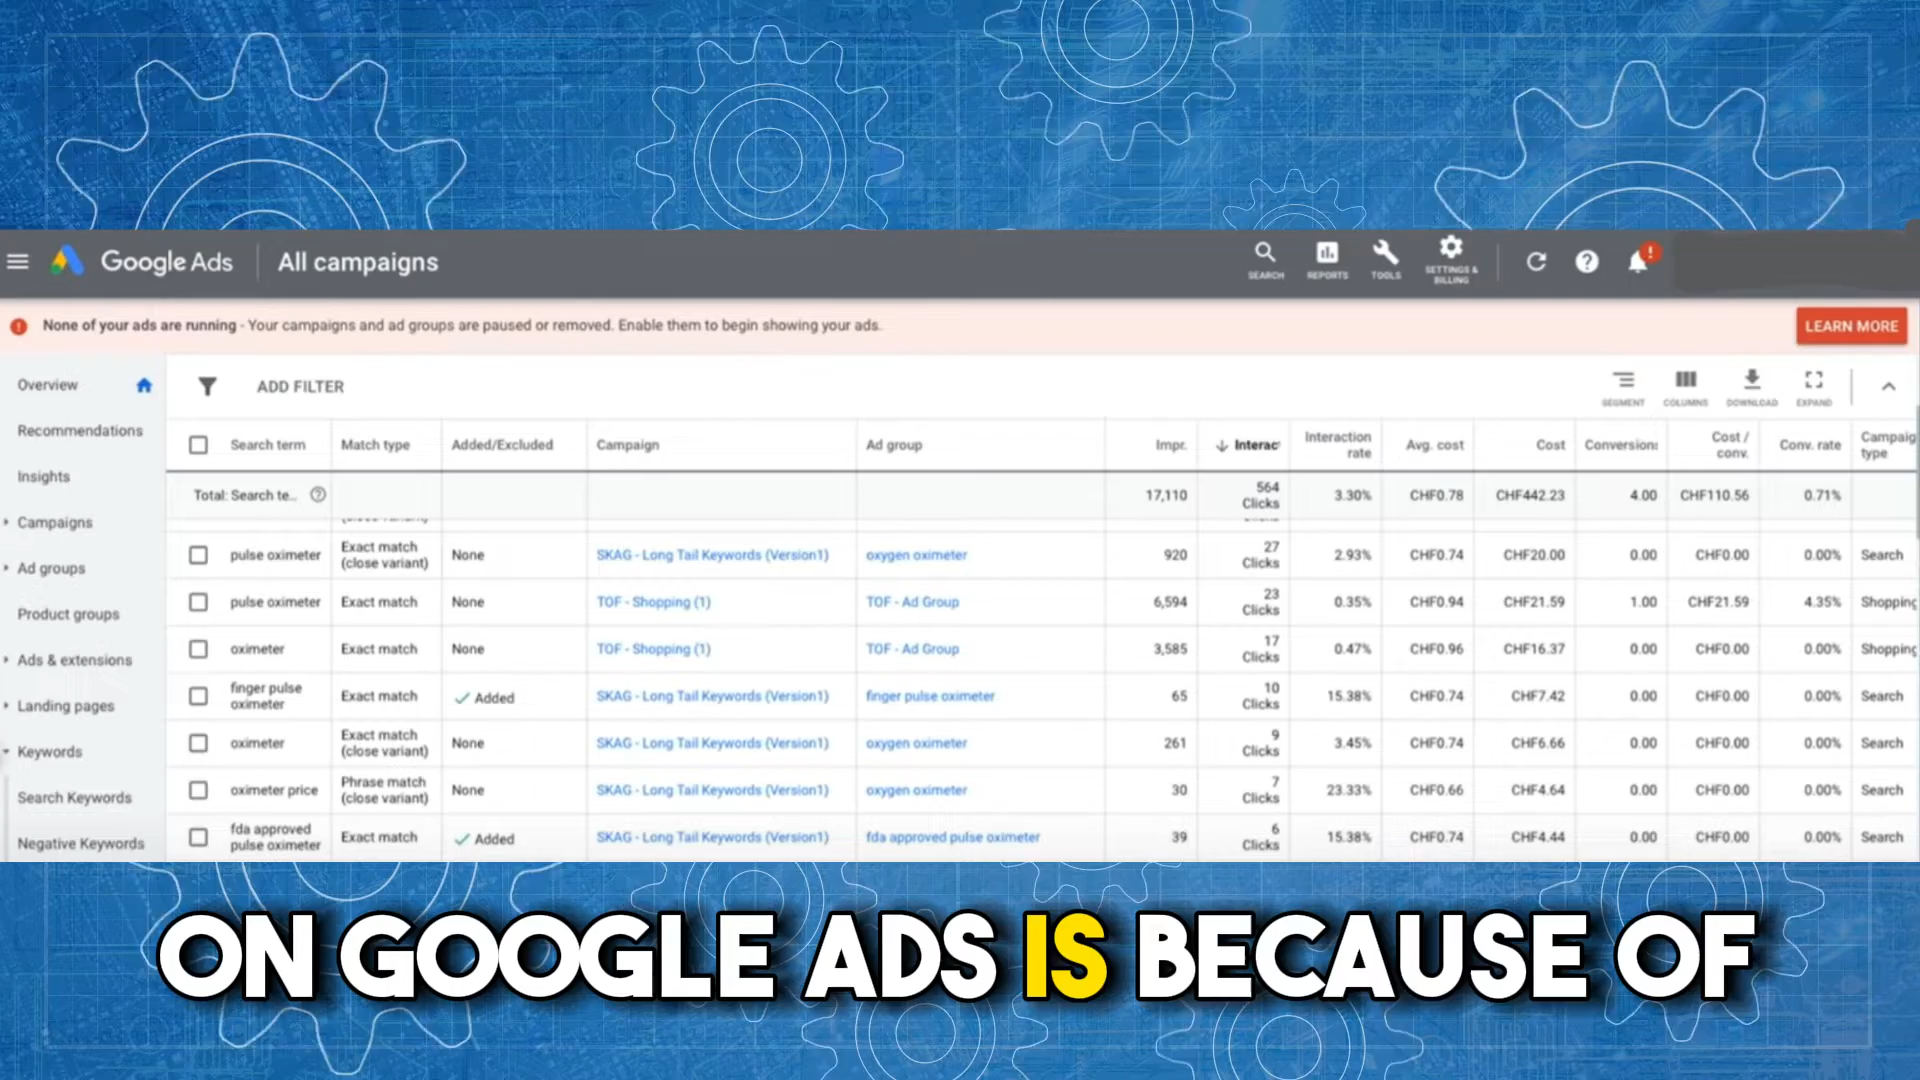 Google Ads
All campaigns
SEARCH
REPORTS
TOOLS
SETTINGS &
BILLING
!
None of your ads are running - Your campaigns and ad groups are paused or removed. Enable them to begin showing your ads.
LEARN MORE
Overview
Recommendations
Insights
Campaigns
Ad groups
Product groups
Ads & extensions
Landing pages
Keywords
Search Keywords
Negative Keywords
ADD FILTER
SEGMENT
COLUMNS
DOWNLOAD
EXPAND
Search term Match type Added/Excluded Campaign Ad group Impr. Interac Interaction rate Avg. cost Cost Conversions Cost / conv. Conv. rate Campaig type
Total: Search te... 17,110 564 Clicks 3.30% CHF0.78 CHF442.23 4.00 CHF110.56 0.71%
pulse oximeter Exact match (close variant) None SKAG - Long Tail Keywords (Version1) oxygen oximeter 920 27 Clicks 2.93% CHF0.74 CHF20.00 0.00 CHF0.00 0.00% Search
pulse oximeter Exact match None TOF - Shopping (1) TOF - Ad Group 6,594 23 Clicks 0.35% CHF0.94 CHF21.59 1.00 CHF21.59 4.35% Shopping
oximeter Exact match None TOF - Shopping (1) TOF - Ad Group 3,585 17 Clicks 0.47% CHF0.96 CHF16.37 0.00 CHF0.00 0.00% Shopping
finger pulse oximeter Exact match Added SKAG - Long Tail Keywords (Version1) finger pulse oximeter 65 10 Clicks 15.38% CHF0.74 CHF7.42 0.00 CHF0.00 0.00% Search
oximeter Exact match (close variant) None SKAG - Long Tail Keywords (Version1) oxygen oximeter 261 9 Clicks 3.45% CHF0.74 CHF6.66 0.00 CHF0.00 0.00% Search
oximeter price Phrase match (close variant) None SKAG - Long Tail Keywords (Version1) oxygen oximeter 30 7 Clicks 23.33% CHF0.66 CHF4.64 0.00 CHF0.00 0.00% Search
fda approved pulse oximeter Exact match Added SKAG - Long Tail Keywords (Version1) fda approved pulse oximeter 39 6 Clicks 15.38% CHF0.74 CHF4.44 0.00 CHF0.00 0.00% Search
ON GOOGLE ADS IS BECAUSE OF